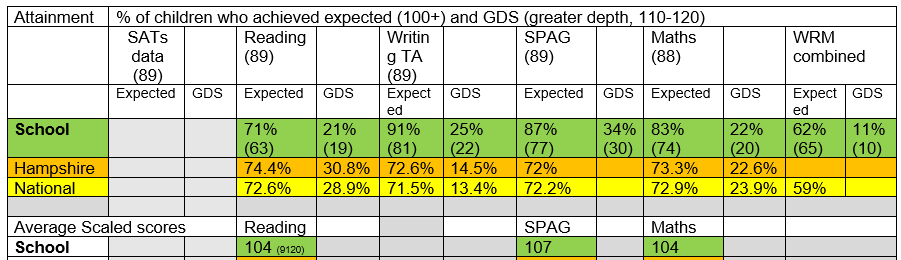 Attainment % of children who achieved expected (100+) and GDS (greater depth, 110-120)
SATs Reading Writin SPAG Maths WRM
data (89) g TA (89) (88) combined
(89) (89)
Expected GDS Expected GDS Expect GDS Expected GDS Expected GDS Expect GDS
ed ed
School 71% 21% 91% 25% 87% 34% 83% 22% 62% 11%
(63) (19) (81) (22) (77) (30) (74) (20) (65) (10)
Hampshire 74.4% 30.8% 72.6% 14.5% 72% 73.3% 22.6%
National 72.6% 28.9% 71.5% 13.4% 72.2% 72.9% 23.9% 59%
Average Scaled scores Reading SPAG Maths
School 104 (9120) 107 104